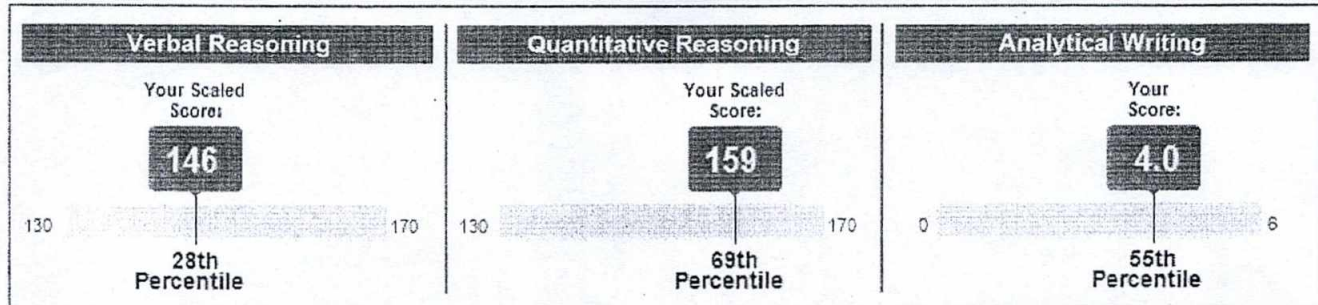 Verbal Reasoning
Your Scaled
Score:
146
130
170
28th
Percentile
Quantitative Reasoning
Your Scaled
Score:
159
130
170
69th
Percentile
Analytical Writing
Your
Score:
4.0
0
6
55th
Percentile